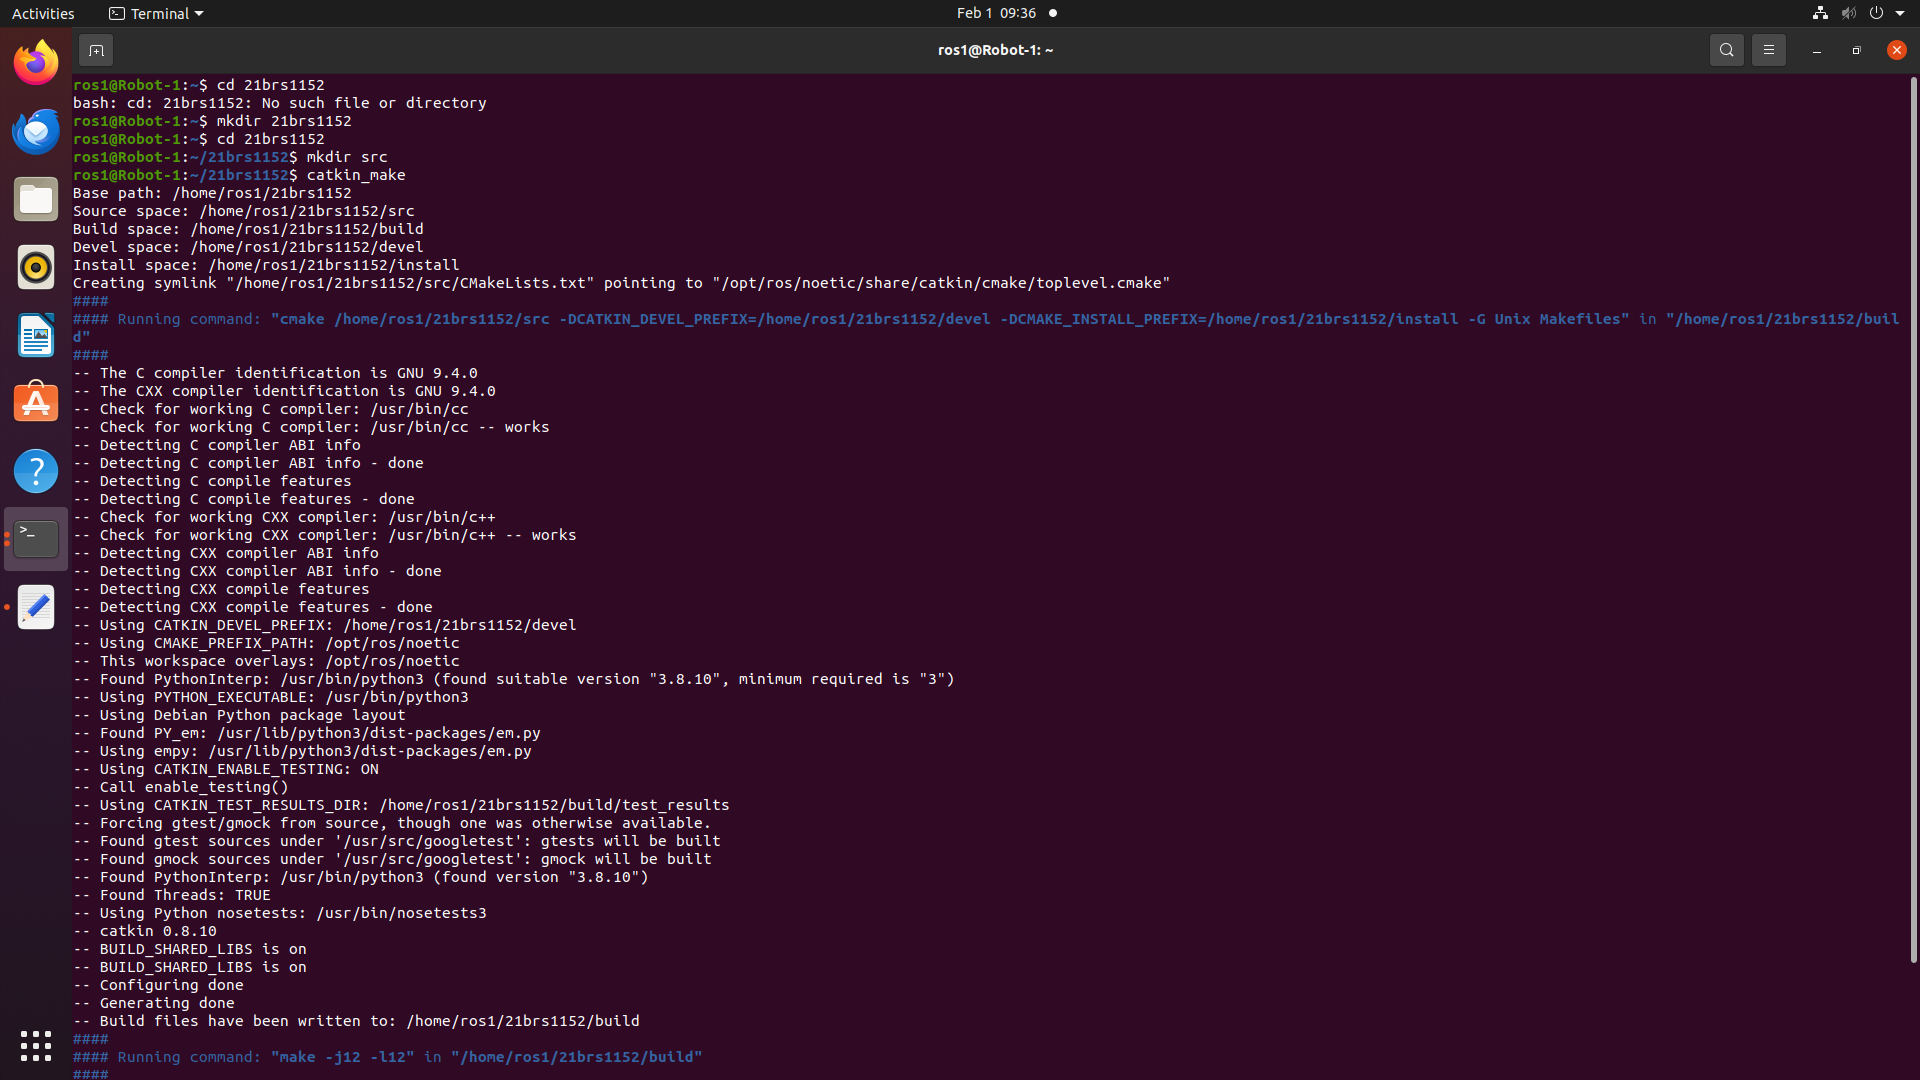 Activities
Terminal
Feb 1 09:36
ros1@Robot-1: ~
ros1@Robot-1:~$ cd 21brs1152
bash: cd: 21brs1152: No such file or directory
ros1@Robot-1:~$ mkdir 21brs1152
ros1@Robot-1:~$ cd 21brs1152
ros1@Robot-1:~/21brs1152$ mkdir src
ros1@Robot-1:~/21brs1152$ catkin_make
Base path: /home/ros1/21brs1152
Source space: /home/ros1/21brs1152/src
Build space: /home/ros1/21brs1152/build
Devel space: /home/ros1/21brs1152/devel
Install space: /home/ros1/21brs1152/install
Creating symlink "/home/ros1/21brs1152/src/CMakeLists.txt" pointing to "/opt/ros/noetic/share/catkin/cmake/toplevel.cmake"
####
#### Running command: "cmake /home/ros1/21brs1152/src -DCATKIN_DEVEL_PREFIX=/home/ros1/21brs1152/devel -DCMAKE_INSTALL_PREFIX=/home/ros1/21brs1152/install -G Unix Makefiles" in "/home/ros1/21brs1152/buil
d"
####
-- The C compiler identification is GNU 9.4.0
-- The CXX compiler identification is GNU 9.4.0
-- Check for working C compiler: /usr/bin/cc
-- Check for working C compiler: /usr/bin/cc -- works
-- Detecting C compiler ABI info
-- Detecting C compiler ABI info - done
-- Detecting C compile features
-- Detecting C compile features - done
-- Check for working CXX compiler: /usr/bin/c++
-- Check for working CXX compiler: /usr/bin/c++ -- works
-- Detecting CXX compiler ABI info
-- Detecting CXX compiler ABI info - done
-- Detecting CXX compile features
-- Detecting CXX compile features - done
-- Using CATKIN_DEVEL_PREFIX: /home/ros1/21brs1152/devel
-- Using CMAKE_PREFIX_PATH: /opt/ros/noetic
-- This workspace overlays: /opt/ros/noetic
-- Found PythonInterp: /usr/bin/python3 (found suitable version "3.8.10", minimum required is "3")
-- Using PYTHON_EXECUTABLE: /usr/bin/python3
-- Using Debian Python package layout
-- Found PY_em: /usr/lib/python3/dist-packages/em.py
-- Using empy: /usr/lib/python3/dist-packages/em.py
-- Using CATKIN_ENABLE_TESTING: ON
-- Call enable_testing()
-- Using CATKIN_TEST_RESULTS_DIR: /home/ros1/21brs1152/build/test_results
-- Forcing gtest/gmock from source, though one was otherwise available.
-- Found gtest sources under '/usr/src/googletest': gtests will be built
-- Found gmock sources under '/usr/src/googletest': gmock will be built
-- Found PythonInterp: /usr/bin/python3 (found version "3.8.10")
-- Found Threads: TRUE
-- Using Python nosetests: /usr/bin/nosetests3
-- catkin 0.8.10
-- BUILD_SHARED_LIBS is on
-- BUILD_SHARED_LIBS is on
-- Configuring done
-- Generating done
-- Build files have been written to: /home/ros1/21brs1152/build
####
#### Running command: "make -j12 -l12" in "/home/ros1/21brs1152/build"
####